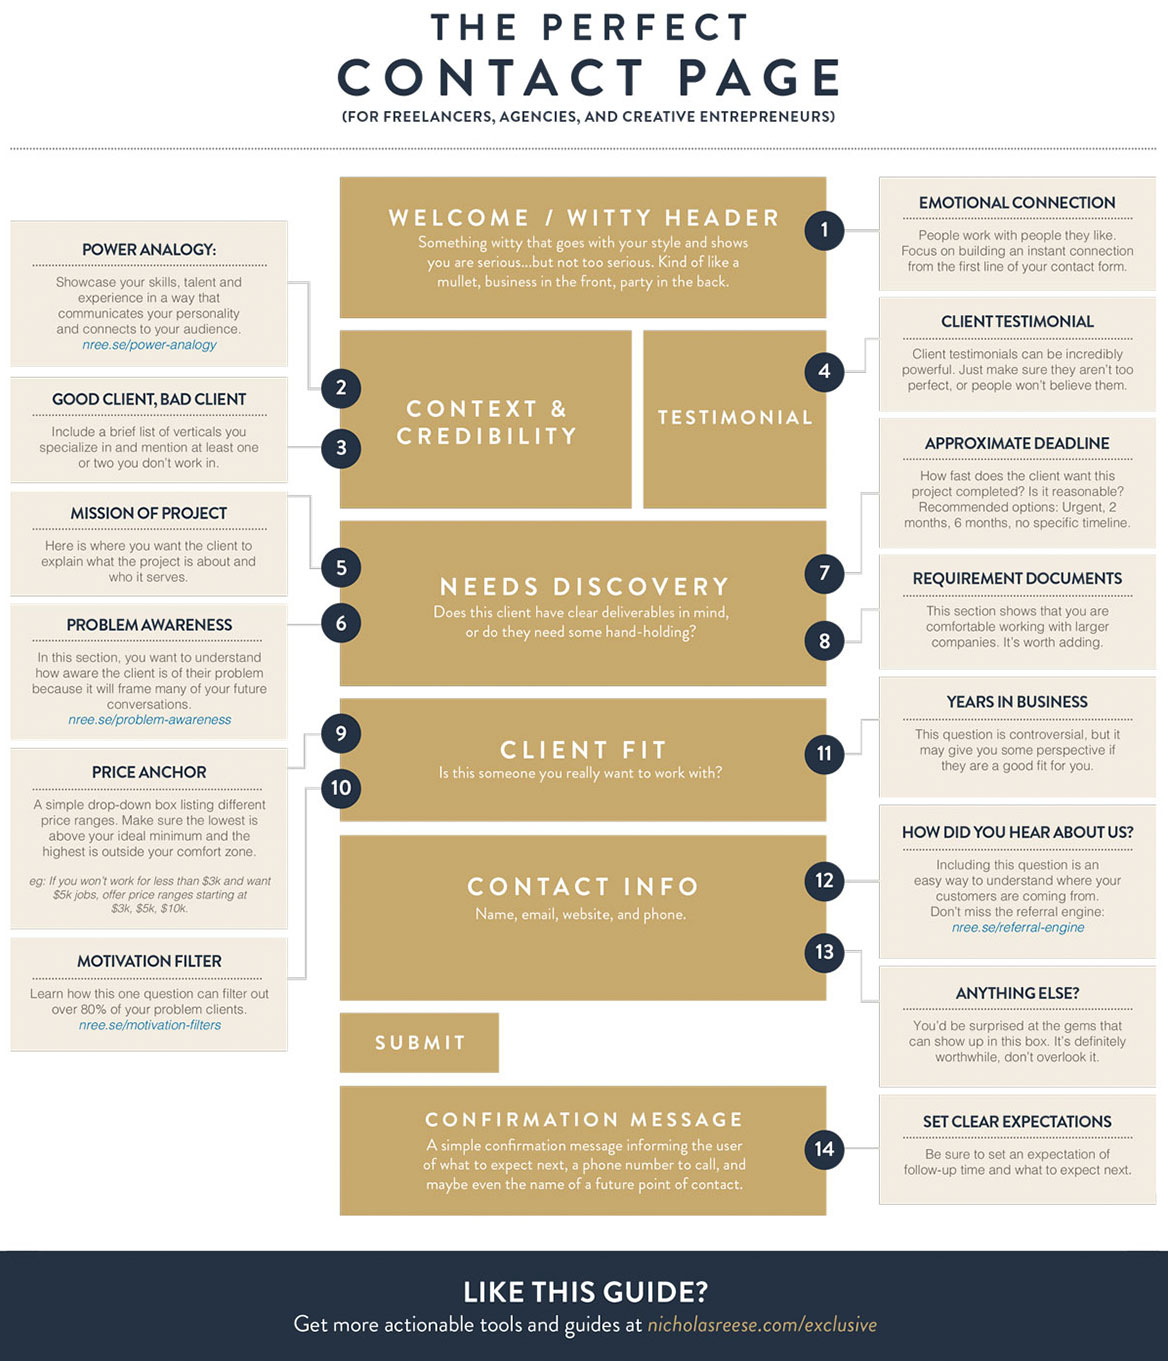 THE PERFECT
CONTACT PAGE
(FOR FREELANCERS, AGENCIES, AND CREATIVE ENTREPRENEURS)
WELCOME / WITTY HEADER
Something witty that goes with your style and shows
you are serious...but not too serious. Kind of like a
mullet, business in the front, party in the back.
1
EMOTIONAL CONNECTION
People work with people they like.
Focus on building an instant connection
from the first line of your contact form.
POWER ANALOGY:
Showcase your skills, talent and
experience in a way that
communicates your personality
and connects to your audience.
nree.se/power-analogy
2
GOOD CLIENT, BAD CLIENT
Include a brief list of verticals you
specialize in and mention at least one
or two you don't work in.
3
CONTEXT &
CREDIBILITY
TESTIMONIAL
4
CLIENT TESTIMONIAL
Client testimonials can be incredibly
powerful. Just make sure they aren't too
perfect, or people won't believe them.
MISSION OF PROJECT
Here is where you want the client to
explain what the project is about and
who it serves.
5
PROBLEM AWARENESS
In this section, you want to understand
how aware the client is of their problem
because it will frame many of your future
conversations.
nree.se/problem-awareness
6
NEEDS DISCOVERY
Does this client have clear deliverables in mind,
or do they need some hand-holding?
7
APPROXIMATE DEADLINE
How fast does the client want this
project completed? Is it reasonable?
Recommended options: Urgent, 2
months, 6 months, no specific timeline.
8
REQUIREMENT DOCUMENTS
This section shows that you are
comfortable working with larger
companies. It's worth adding.
9
PRICE ANCHOR
A simple drop-down box listing different
price ranges. Make sure the lowest is
above your ideal minimum and the
highest is outside your comfort zone.
eg: If you won't work for less than $3k and want
$5k jobs, offer price ranges starting at
$3k, $5k, $10k.
10
MOTIVATION FILTER
Learn how this one question can filter out
over 80% of your problem clients.
nree.se/motivation-filters
CLIENT FIT
Is this someone you really want to work with?
11
YEARS IN BUSINESS
This question is controversial, but it
may give you some perspective if
they are a good fit for you.
CONTACT INFO
Name, email, website, and phone.
12
HOW DID YOU HEAR ABOUT US?
Including this question is an
easy way to understand where your
customers are coming from.
Don't miss the referral engine:
nree.se/referral-engine
13
ANYTHING ELSE?
You'd be surprised at the gems that
can show up in this box. It's definitely
worthwhile, don't overlook it.
SUBMIT
CONFIRMATION MESSAGE
A simple confirmation message informing the user
of what to expect next, a phone number to call, and
maybe even the name of a future point of contact.
14
SET CLEAR EXPECTATIONS
Be sure to set an expectation of
follow-up time and what to expect next.
LIKE THIS GUIDE?
Get more actionable tools and guides at nicholasreese.com/exclusive